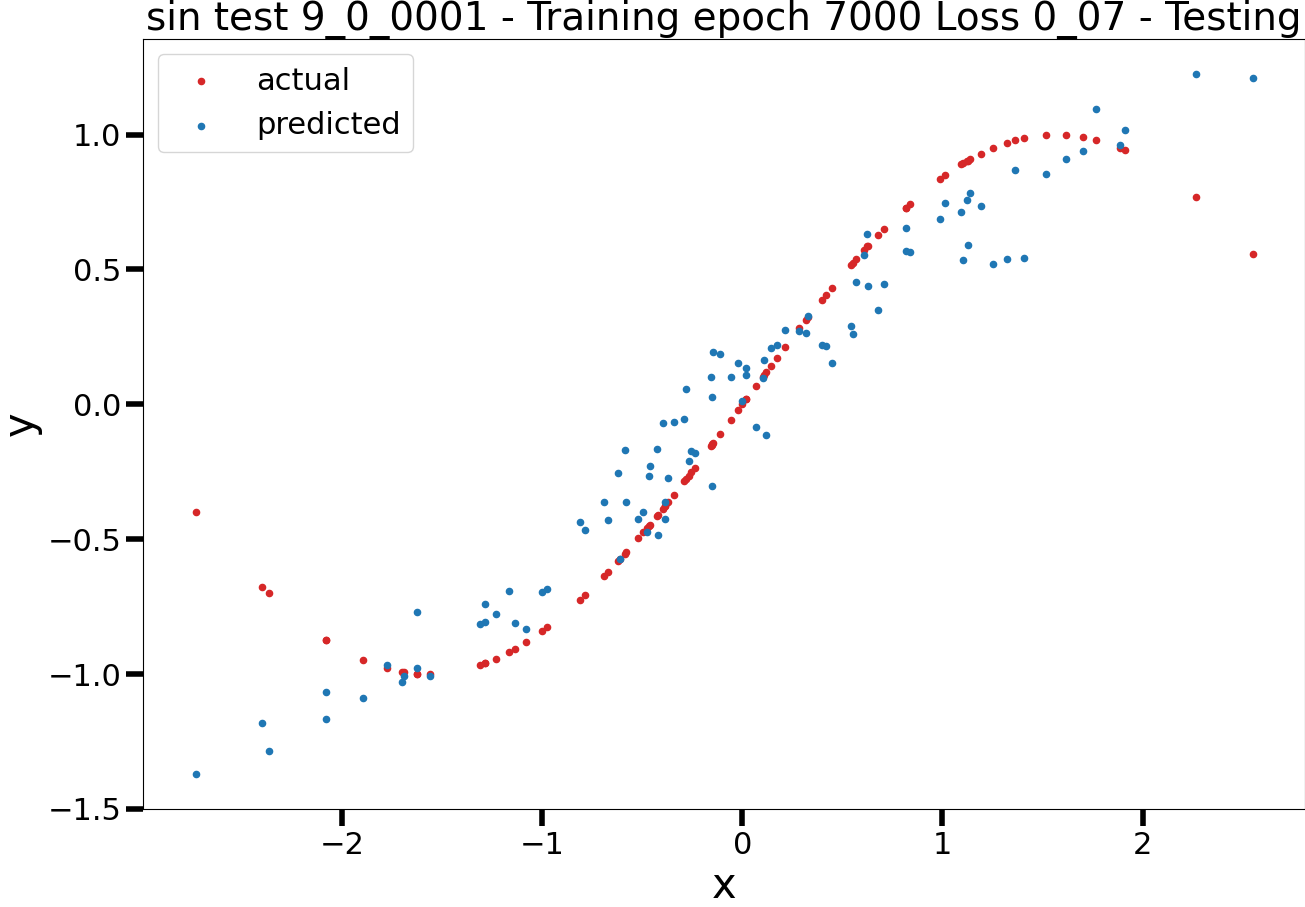 sin test 9_0_0001 - Training epoch 7000 Loss 0_07 - Testing
actual
predicted
y
1.0
0.5
0.0
−0.5
−1.0
−1.5
−2
−1
0
1
2
x